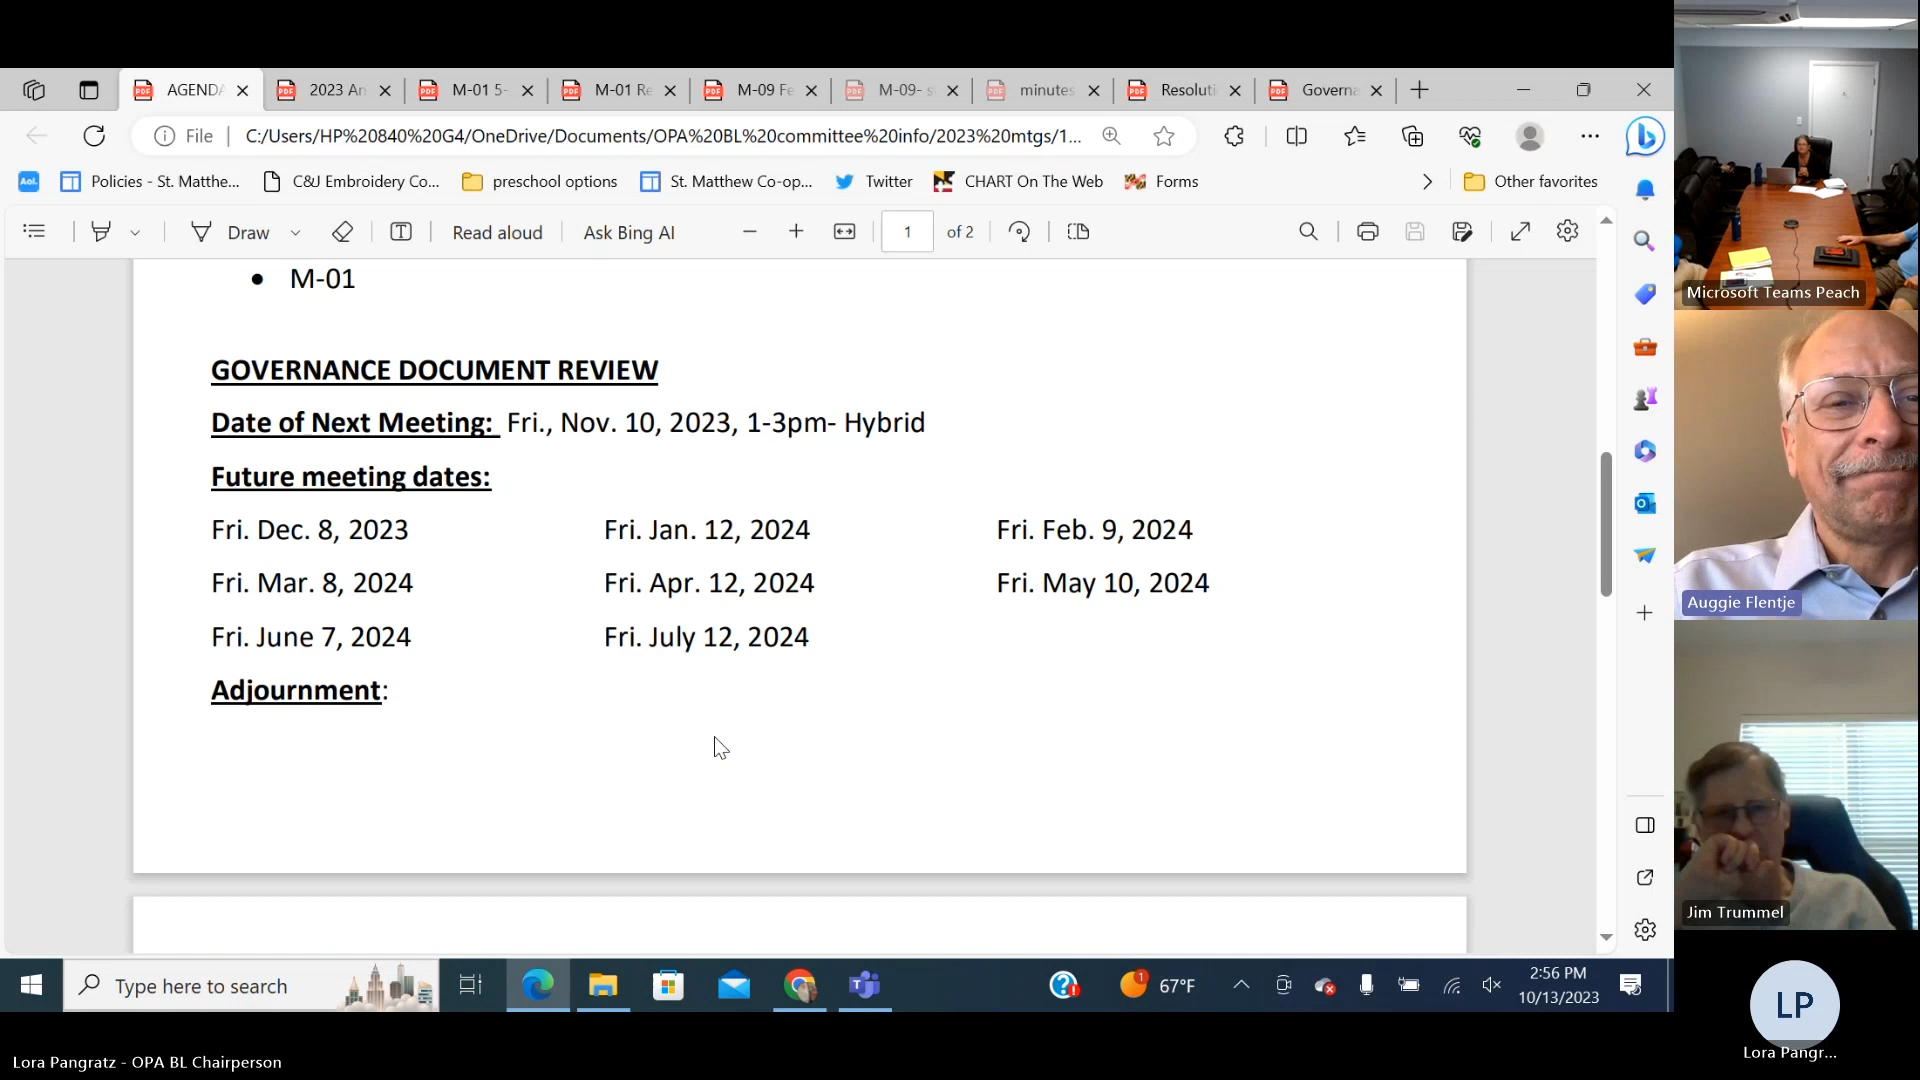 AGENDA
2023 An
M-01 5-
M-01 Re
M-09 Fe
M-09- s
minutes
Resoluti
Governa
File
C:/Users/HP%20840%20G4/OneDrive/Documents/OPA%20BL%20committee%20info/2023%20mtgs/1...
Aol.
Policies - St. Matthe...
C&J Embroidery Co...
preschool options
St. Matthew Co-op...
Twitter
CHART On The Web
Forms
Other favorites
Draw
Read aloud
Ask Bing AI
1
of 2
• M-01
GOVERNANCE DOCUMENT REVIEW
Date of Next Meeting: Fri., Nov. 10, 2023, 1-3pm- Hybrid
Future meeting dates:
Fri. Dec. 8, 2023 Fri. Jan. 12, 2024 Fri. Feb. 9, 2024
Fri. Mar. 8, 2024 Fri. Apr. 12, 2024 Fri. May 10, 2024
Fri. June 7, 2024 Fri. July 12, 2024
Adjournment:
Type here to search
1
67°F
2:56 PM
10/13/2023
Microsoft Teams Peach
Auggie Flentje
Jim Trummel
LP
Lora Pangr...
Lora Pangratz - OPA BL Chairperson